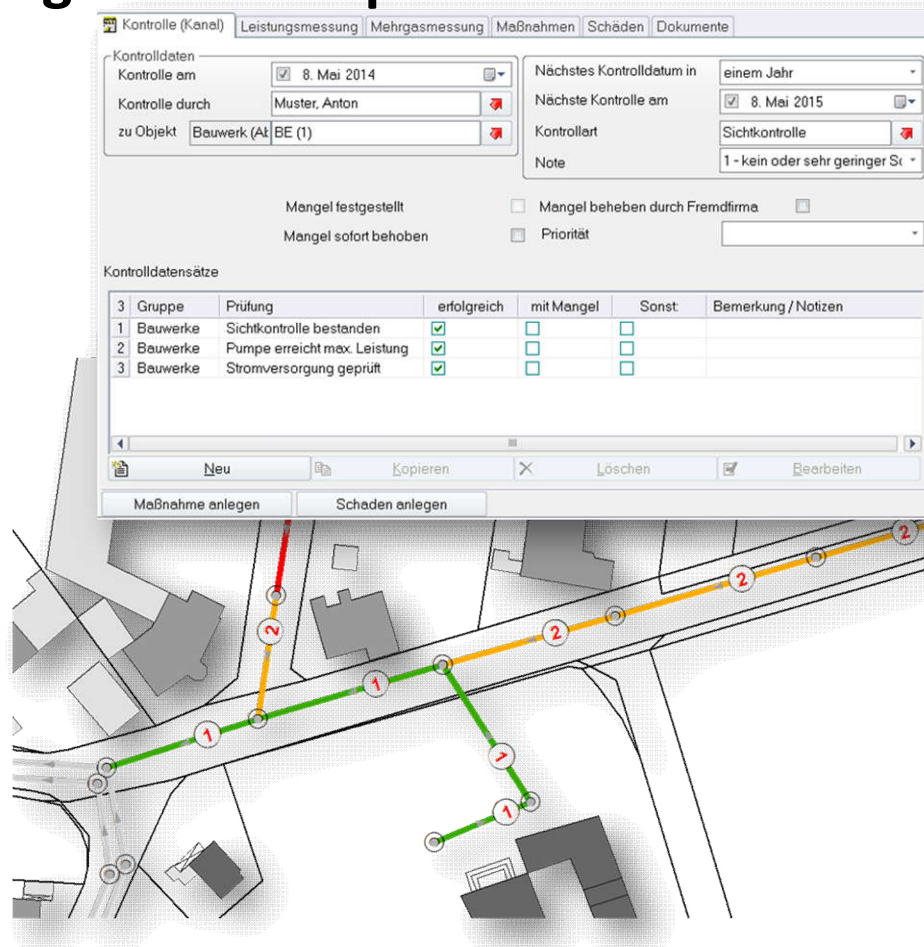 Kontrolle (Kanal) Leistungsmessung Mehrgasmessung Maßnahmen Schäden Dokumente
Kontrolldaten
Kontrolle am 8. Mai 2014
Kontrolle durch Muster, Anton
zu Objekt Bauwerk (Al BE (1)
Nächstes Kontrolldatum in einem Jahr
Nächste Kontrolle am 8. Mai 2015
Kontrollart Sichtkontrolle
Note 1 - kein oder sehr geringer Sc
Mangel festgestellt Mangel beheben durch Fremdfirma
Mangel sofort behoben Priorität
Kontrolldatensätze
3 Gruppe Prüfung erfolgreich mit Mangel Sonst. Bemerkung / Notizen
1 Bauwerke Sichtkontrolle bestanden
2 Bauwerke Pumpe erreicht max. Leistung
3 Bauwerke Stromversorgung geprüft
Neu Kopieren Löschen Bearbeiten
Maßnahme anlegen Schaden anlegen
2
2
2
2
1
1
1
1